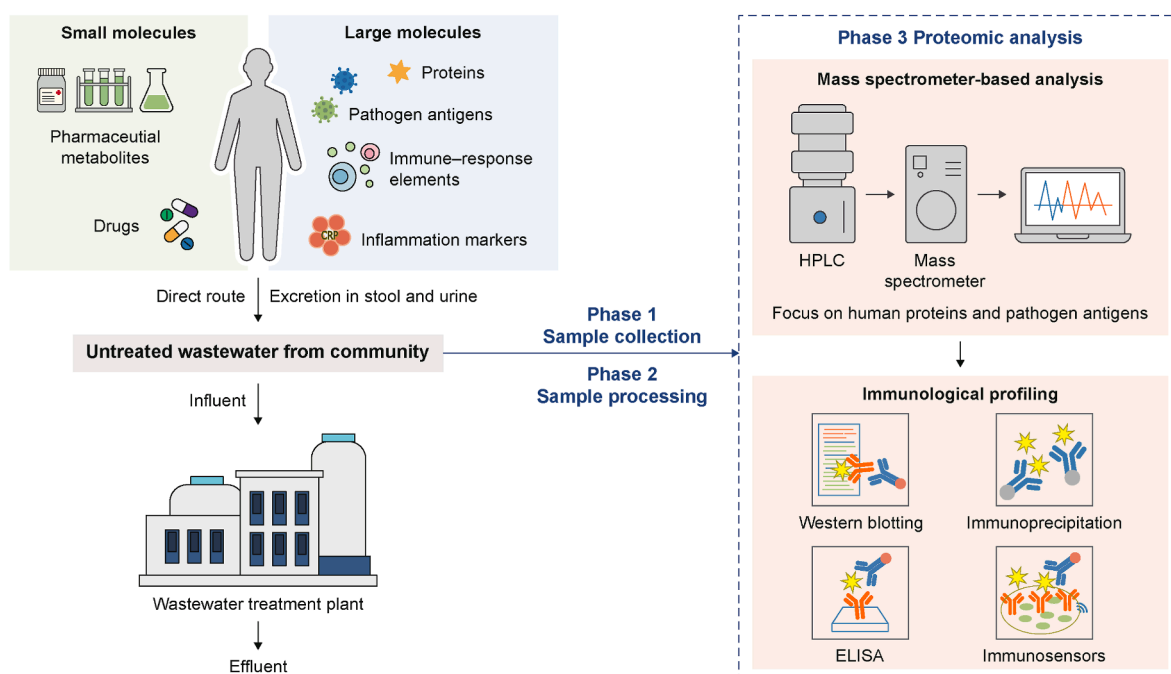 Small molecules
Pharmaceutial
metabolites
Drugs
Large molecules
Proteins
Pathogen antigens
Immune–response
elements
CRP
Inflammation markers
Direct route
Excretion in stool and urine
Untreated wastewater from community
Influent
Wastewater treatment plant
Effluent
Phase 1
Sample collection
Phase 2
Sample processing
Phase 3 Proteomic analysis
Mass spectrometer-based analysis
HPLC
Mass
spectrometer
Focus on human proteins and pathogen antigens
Immunological profiling
Western blotting
Immunoprecipitation
ELISA
Immunosensors